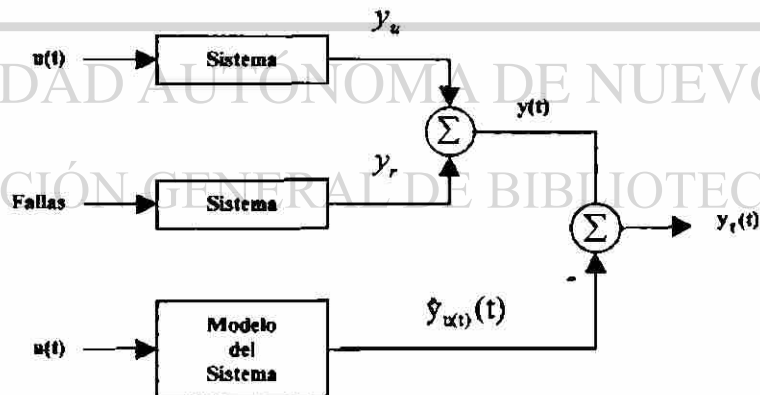 y_u
u(t)
Sistema
DAD AUTÓNOMA DE NUEVO
y(t)
Σ
y_r
CIÓN GENERAL DE BIBLIOTEC
Fallas
Sistema
Σ
y_r(t)
-
ŷ_u(t)(t)
u(t)
Modelo
del
Sistema